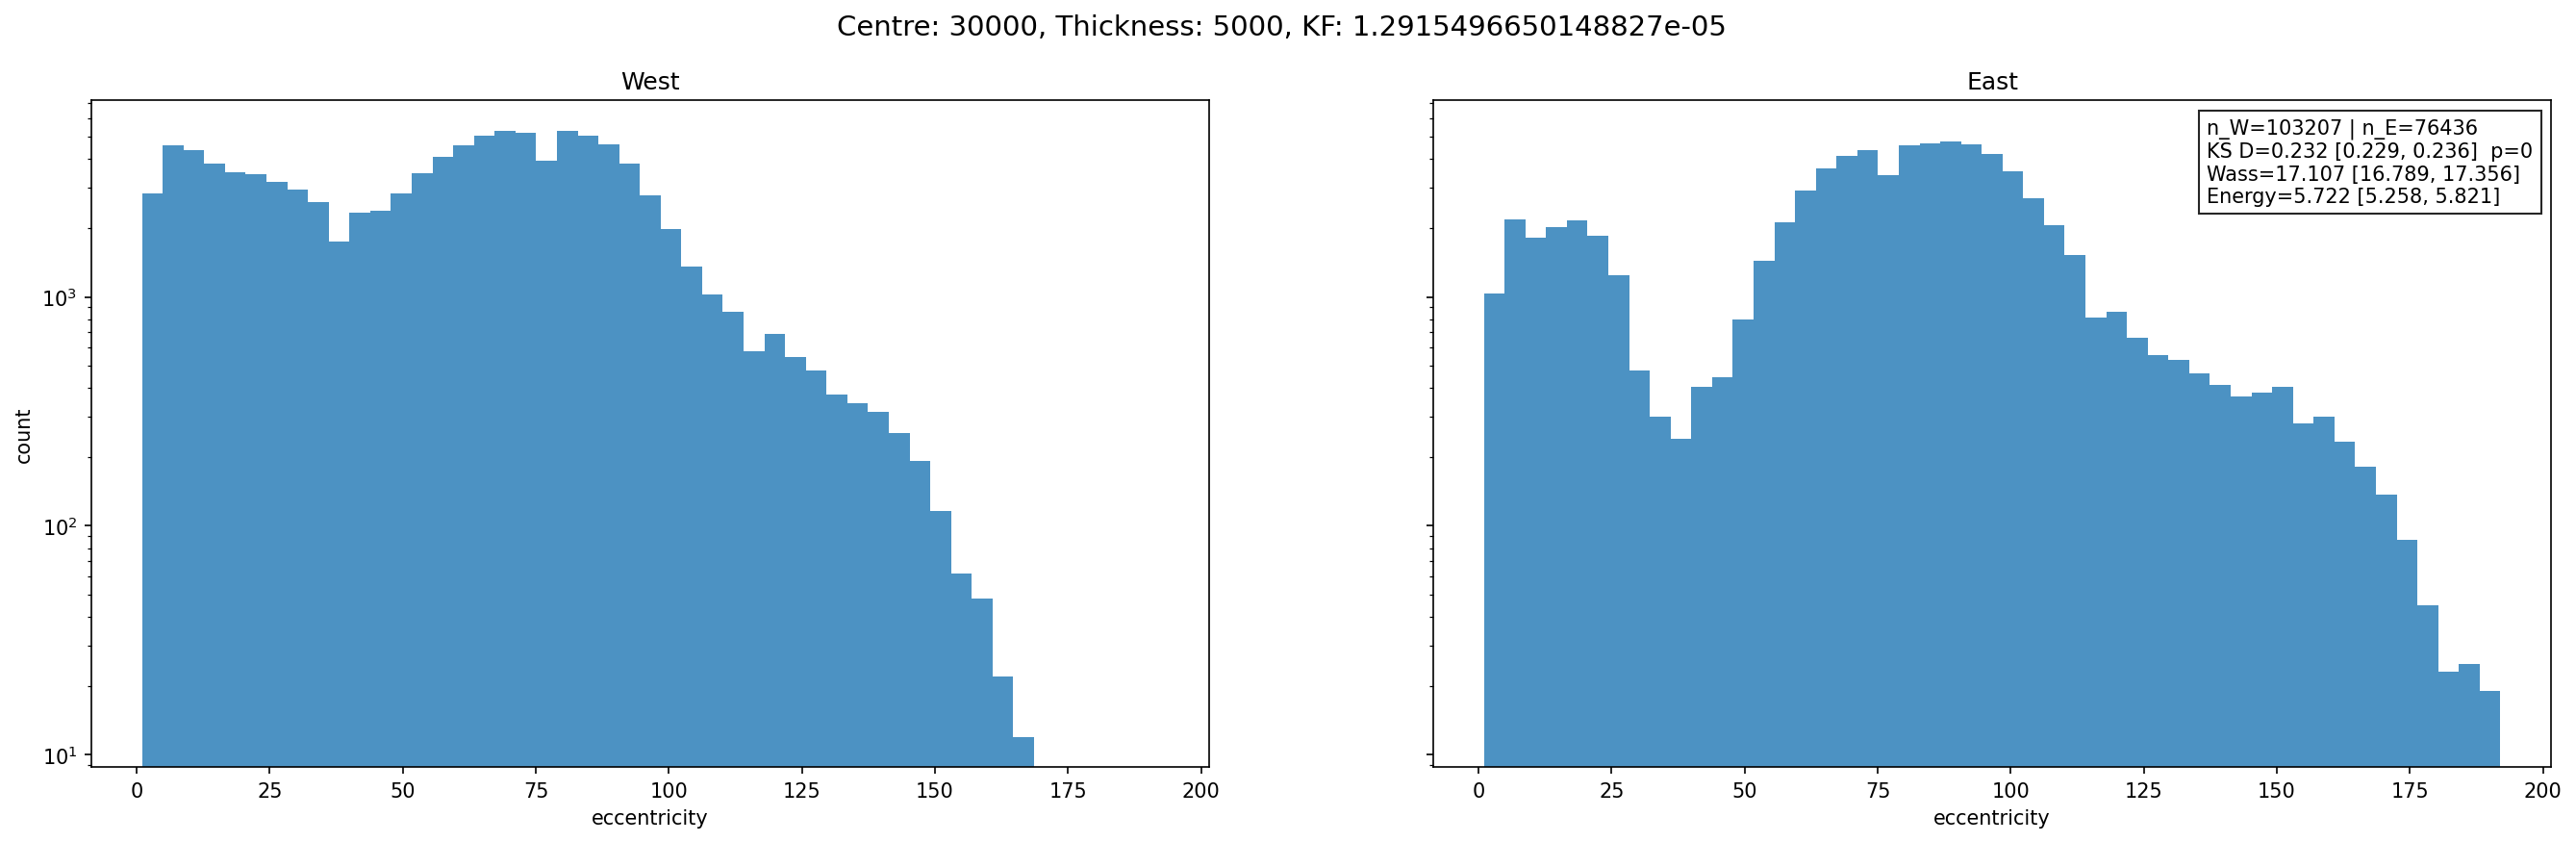 Centre: 30000, Thickness: 5000, KF: 1.2915496650148827e-05
West
count
10³
10²
10¹
0 25 50 75 100 125 150 175 200
eccentricity
East
n_W=103207 | n_E=76436
KS D=0.232 [0.229, 0.236]  p=0
Wass=17.107 [16.789, 17.356]
Energy=5.722 [5.258, 5.821]
0 25 50 75 100 125 150 175 200
eccentricity